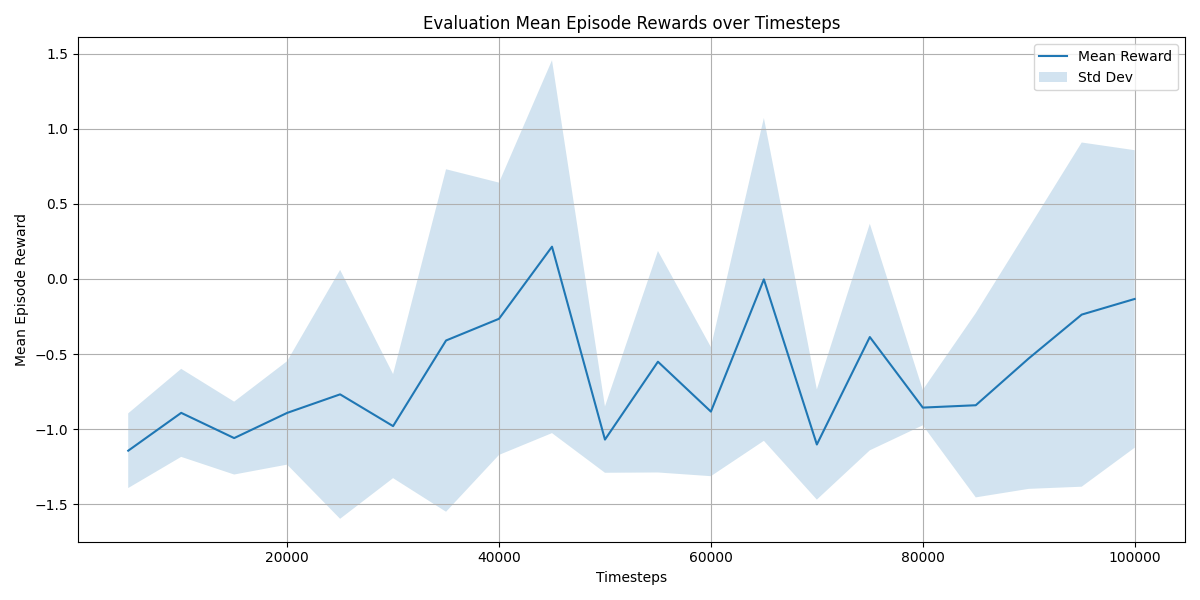 Evaluation Mean Episode Rewards over Timesteps
Mean Reward
Std Dev
Mean Episode Reward
1.5
1.0
0.5
0.0
−0.5
−1.0
−1.5
20000
40000
60000
80000
100000
Timesteps